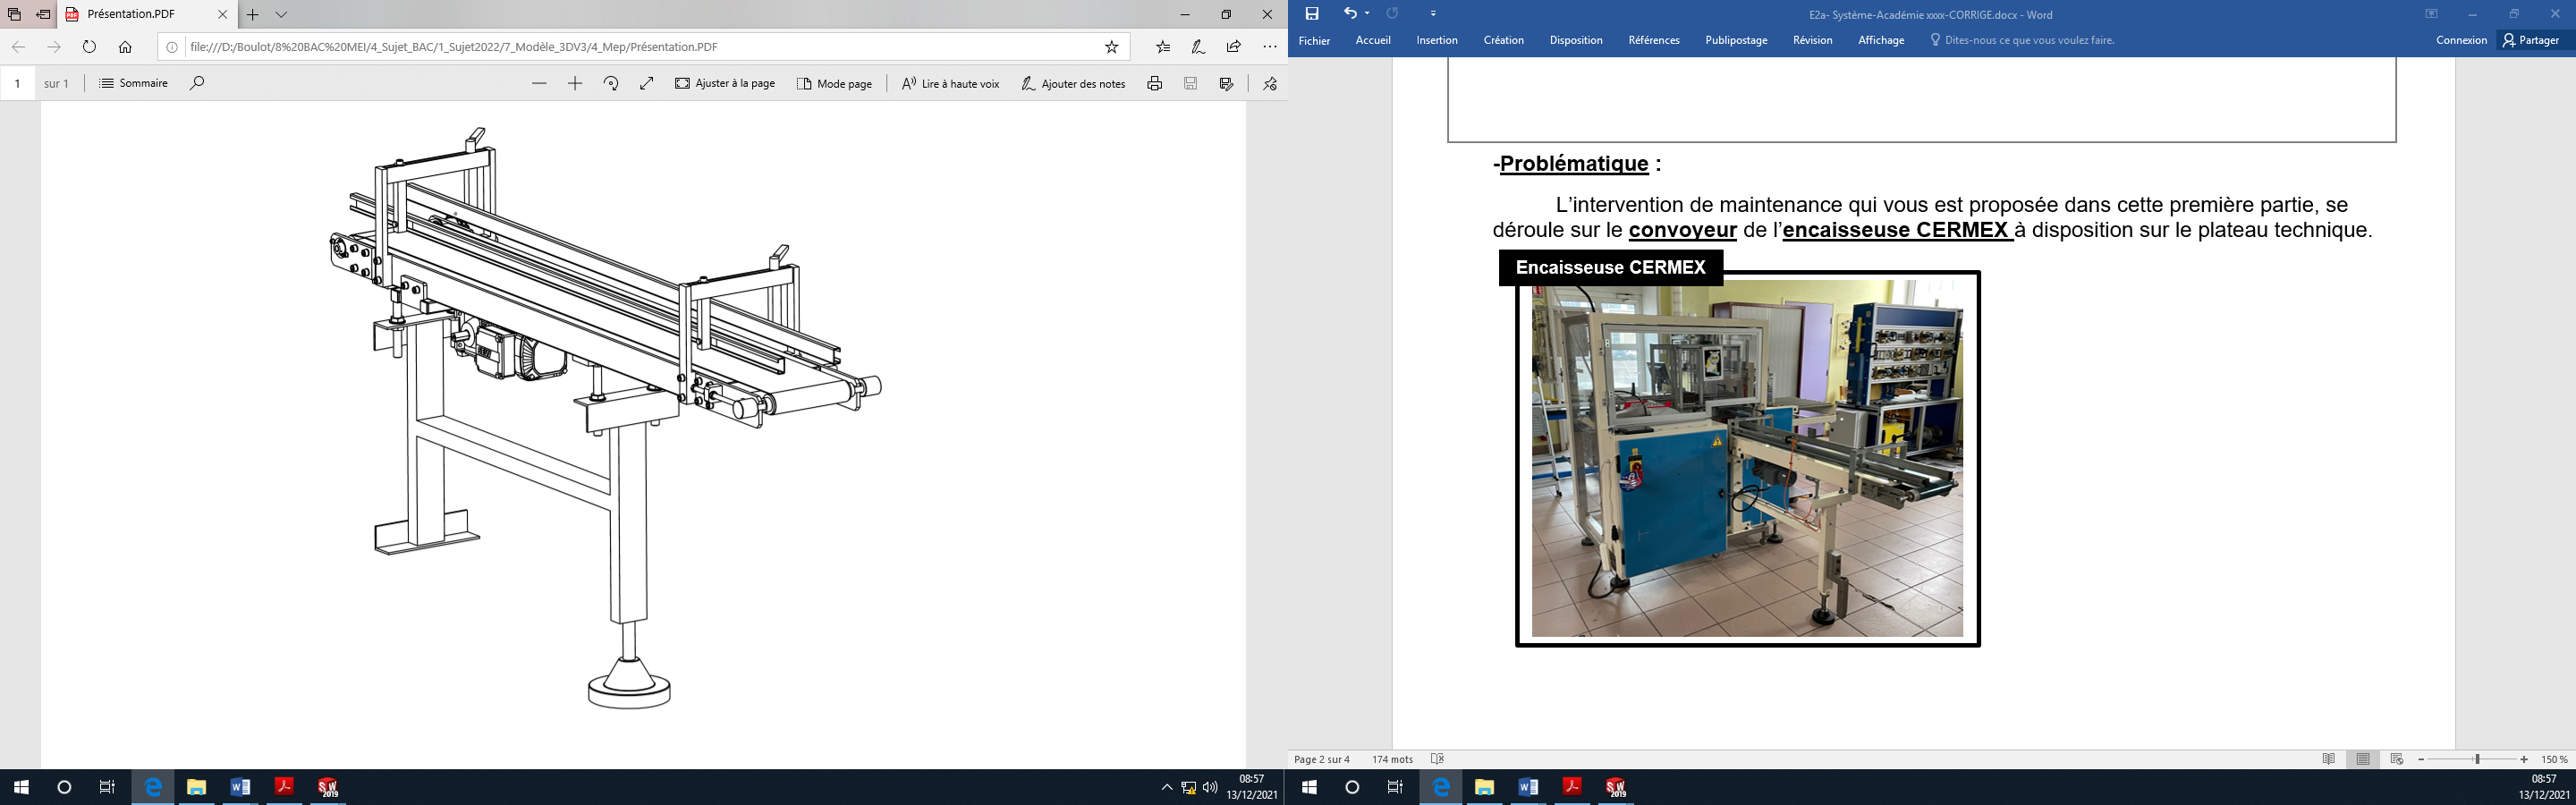 Présentation.PDF
file:///D:/Boulot/8%20BAC%20MEI/4_Sujet_BAC/1_Sujet2022/7_Modèle_3DV3/4_Mep/Présentation.PDF
1 sur 1 Sommaire Ajuster à la page Mode page Lire à haute voix Ajouter des notes
08:57
13/12/2021
E2a- Système-Académie xxxx-CORRIGE.docx - Word
Fichier Accueil Insertion Création Disposition Références Publipostage Révision Affichage Dites-nous ce que vous voulez faire. Connexion Partager
-Problématique :
L’intervention de maintenance qui vous est proposée dans cette première partie, se
déroule sur le convoyeur de l’encaisseuse CERMEX à disposition sur le plateau technique.
Encaisseuse CERMEX
Page 2 sur 4 174 mots 150 %
08:57
13/12/2021